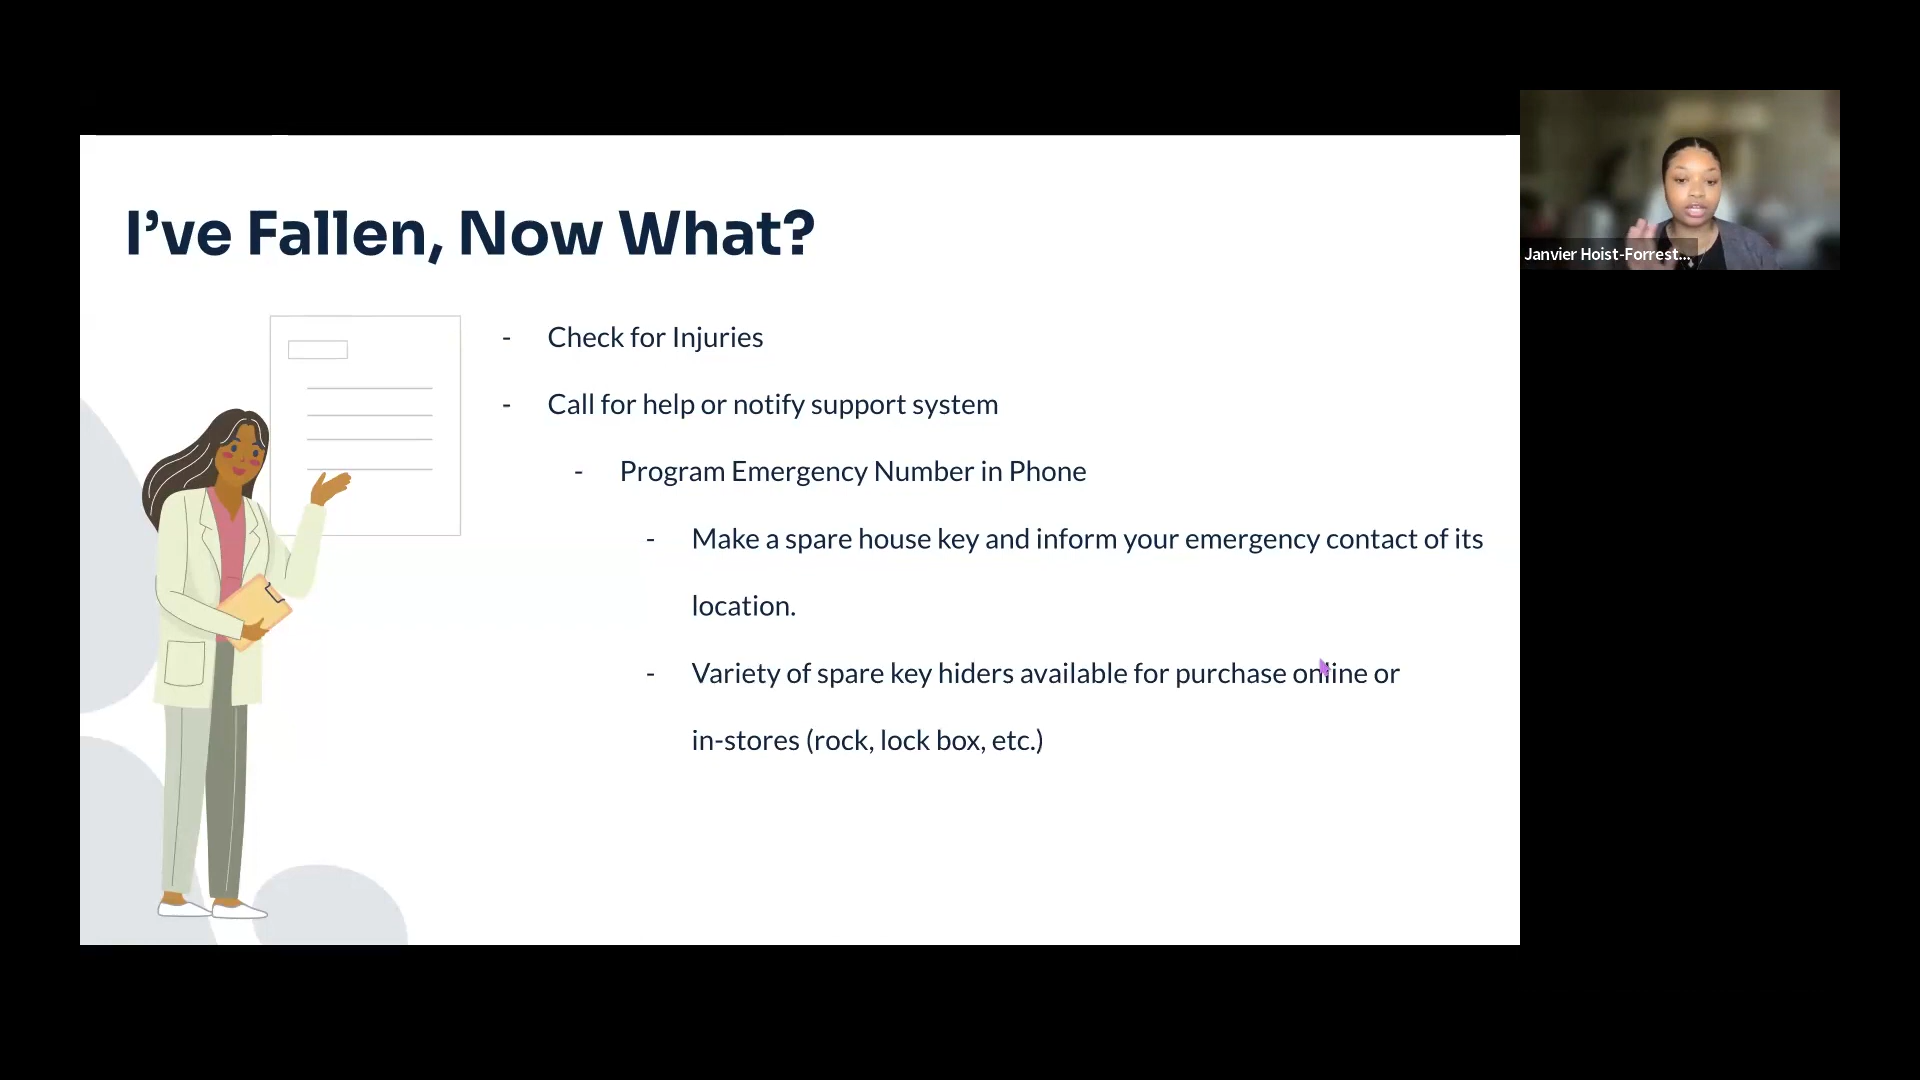 I've Fallen, Now What?
- Check for Injuries
- Call for help or notify support system
- Program Emergency Number in Phone
- Make a spare house key and inform your emergency contact of its
location.
- Variety of spare key hiders available for purchase online or
in-stores (rock, lock box, etc.)
Janvier Hoist-Forrest...